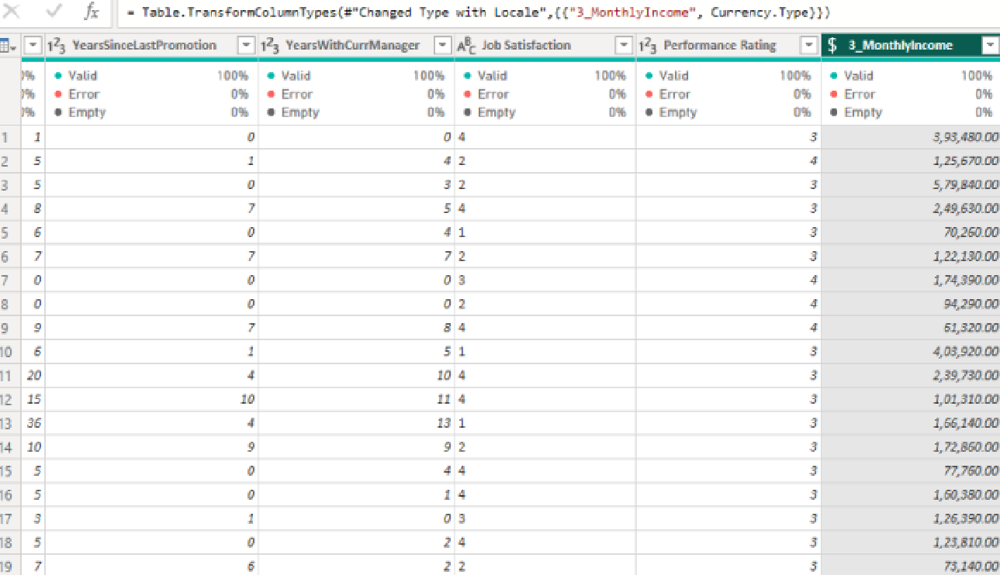 fx = Table.TransformColumnTypes(#"Changed Type with Locale",{{"3_MonthlyIncome", Currency.Type}})
1²3 YearsSinceLastPromotion 1²3 YearsWithCurrManager ABC Job Satisfaction 1²3 Performance Rating $ 3_MonthlyIncome
)% Valid 100% Valid 100% Valid 100% Valid 100% Valid 100%
)% Error 0% Error 0% Error 0% Error 0% Error 0%
)% Empty 0% Empty 0% Empty 0% Empty 0% Empty 0%
1 1 0 0 4 3 3,93,480.00
2 5 1 4 2 4 1,25,670.00
3 5 0 3 2 3 5,79,840.00
4 8 7 5 4 3 2,49,630.00
5 6 0 4 1 3 70,260.00
6 7 7 7 2 3 1,22,130.00
7 0 0 0 3 4 1,74,390.00
8 0 0 0 2 4 94,290.00
9 9 7 8 4 4 61,320.00
10 6 1 5 1 3 4,03,920.00
11 20 4 10 4 3 2,39,730.00
12 15 10 11 4 3 1,01,310.00
13 36 4 13 1 3 1,66,140.00
14 10 9 9 2 3 1,72,860.00
15 5 0 4 4 3 77,760.00
16 5 0 1 4 3 1,60,380.00
17 3 1 0 3 3 1,26,390.00
18 5 0 2 4 3 1,23,810.00
19 7 6 2 2 3 73,140.00